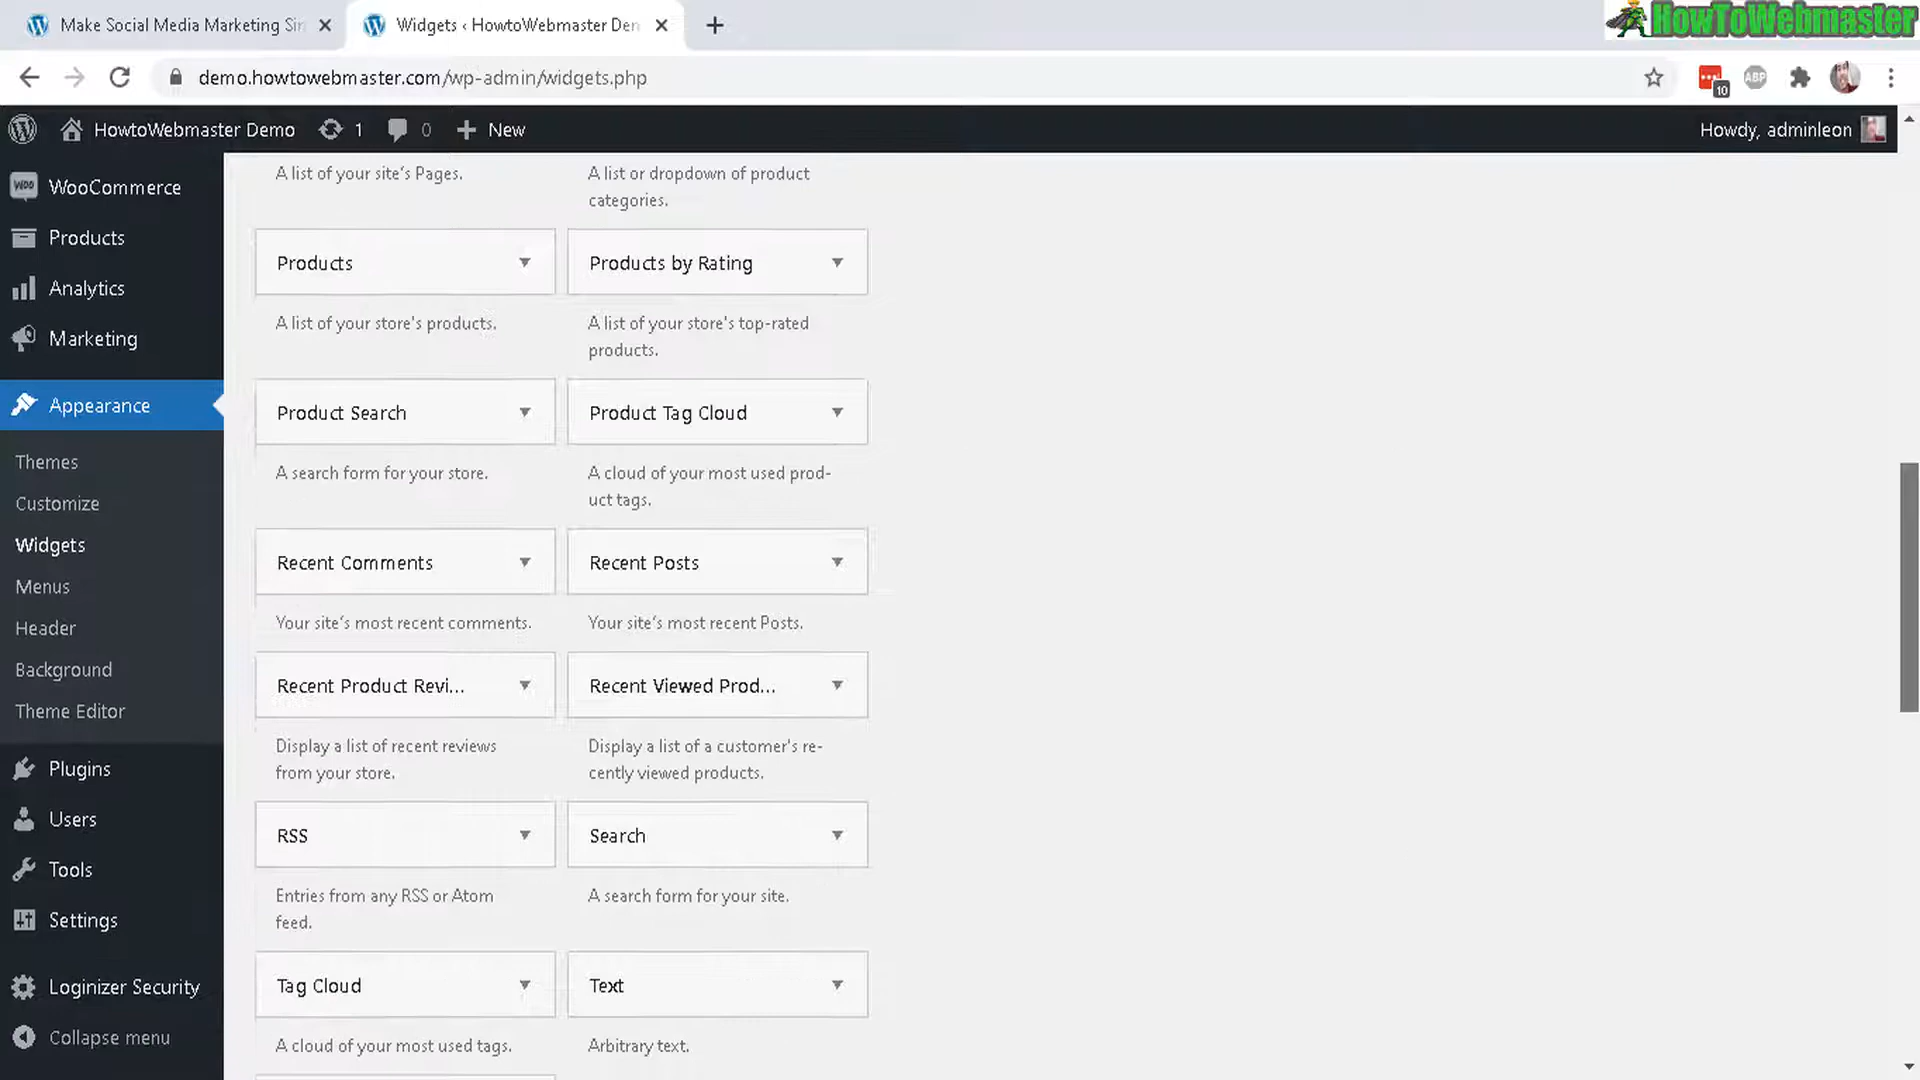 Make Social Media Marketing Sir
Widgets ‹ HowtoWebmaster Den
HowToWebmaster
demo.howtowebmaster.com/wp-admin/widgets.php
10
ABP
HowtoWebmaster Demo
1
0
New
Howdy, adminleon
WOO
WooCommerce
Products
Analytics
Marketing
Appearance
Themes
Customize
Widgets
Menus
Header
Background
Theme Editor
Plugins
Users
Tools
Settings
Loginizer Security
Collapse menu
A list of your site's Pages.
A list or dropdown of product
categories.
Products
Products by Rating
A list of your store's products.
A list of your store's top-rated
products.
Product Search
Product Tag Cloud
A search form for your store.
A cloud of your most used prod-
uct tags.
Recent Comments
Recent Posts
Your site's most recent comments.
Your site's most recent Posts.
Recent Product Revi...
Recent Viewed Prod...
Display a list of recent reviews
from your store.
Display a list of a customer's re-
cently viewed products.
RSS
Search
Entries from any RSS or Atom
feed.
A search form for your site.
Tag Cloud
Text
A cloud of your most used tags.
Arbitrary text.